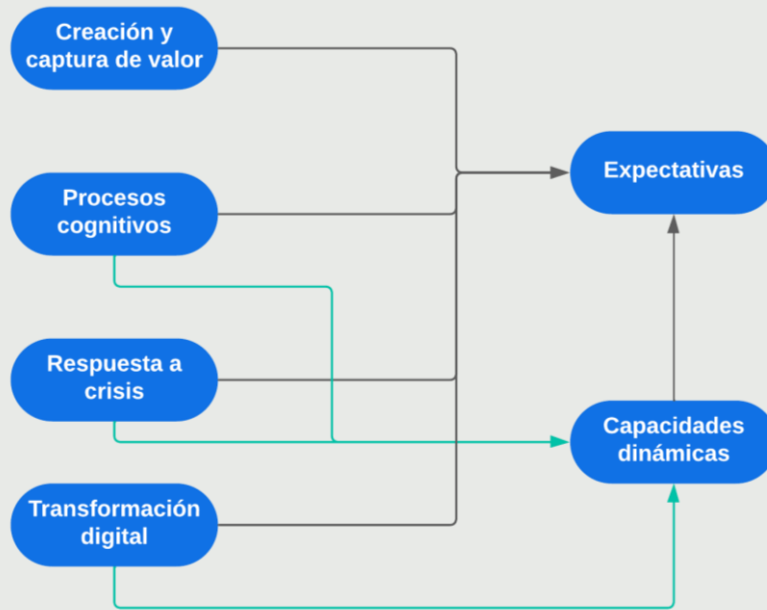 Creación y
captura de valor
Procesos
cognitivos
Respuesta a
crisis
Transformación
digital
Expectativas
Capacidades
dinámicas